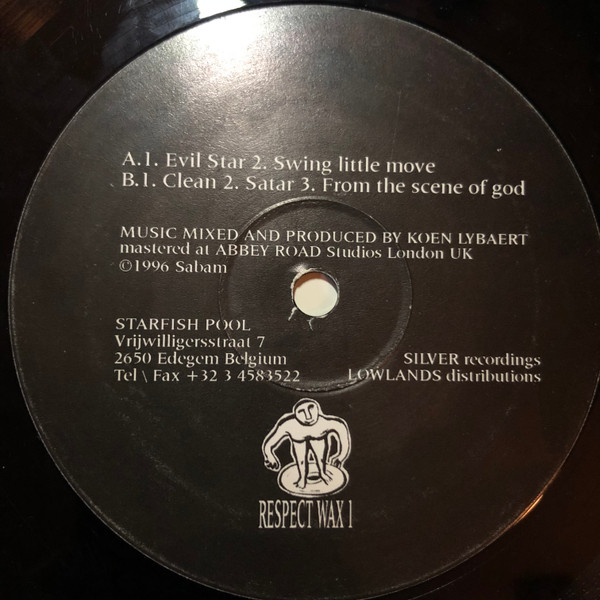 A.1. Evil Star 2. Swing little move
B.1. Clean 2. Satar 3. From the scene of god
MUSIC MIXED AND PRODUCED BY KOEN LYBAERT
mastered at ABBEY ROAD Studios London UK
©1996 Sabam
STARFISH POOL
Vrijwilligersstraat 7
2650 Edegem Belgium
Tel \ Fax +32 3 4583522
SILVER recordings
LOWLANDS distributions
RESPECT WAX 1